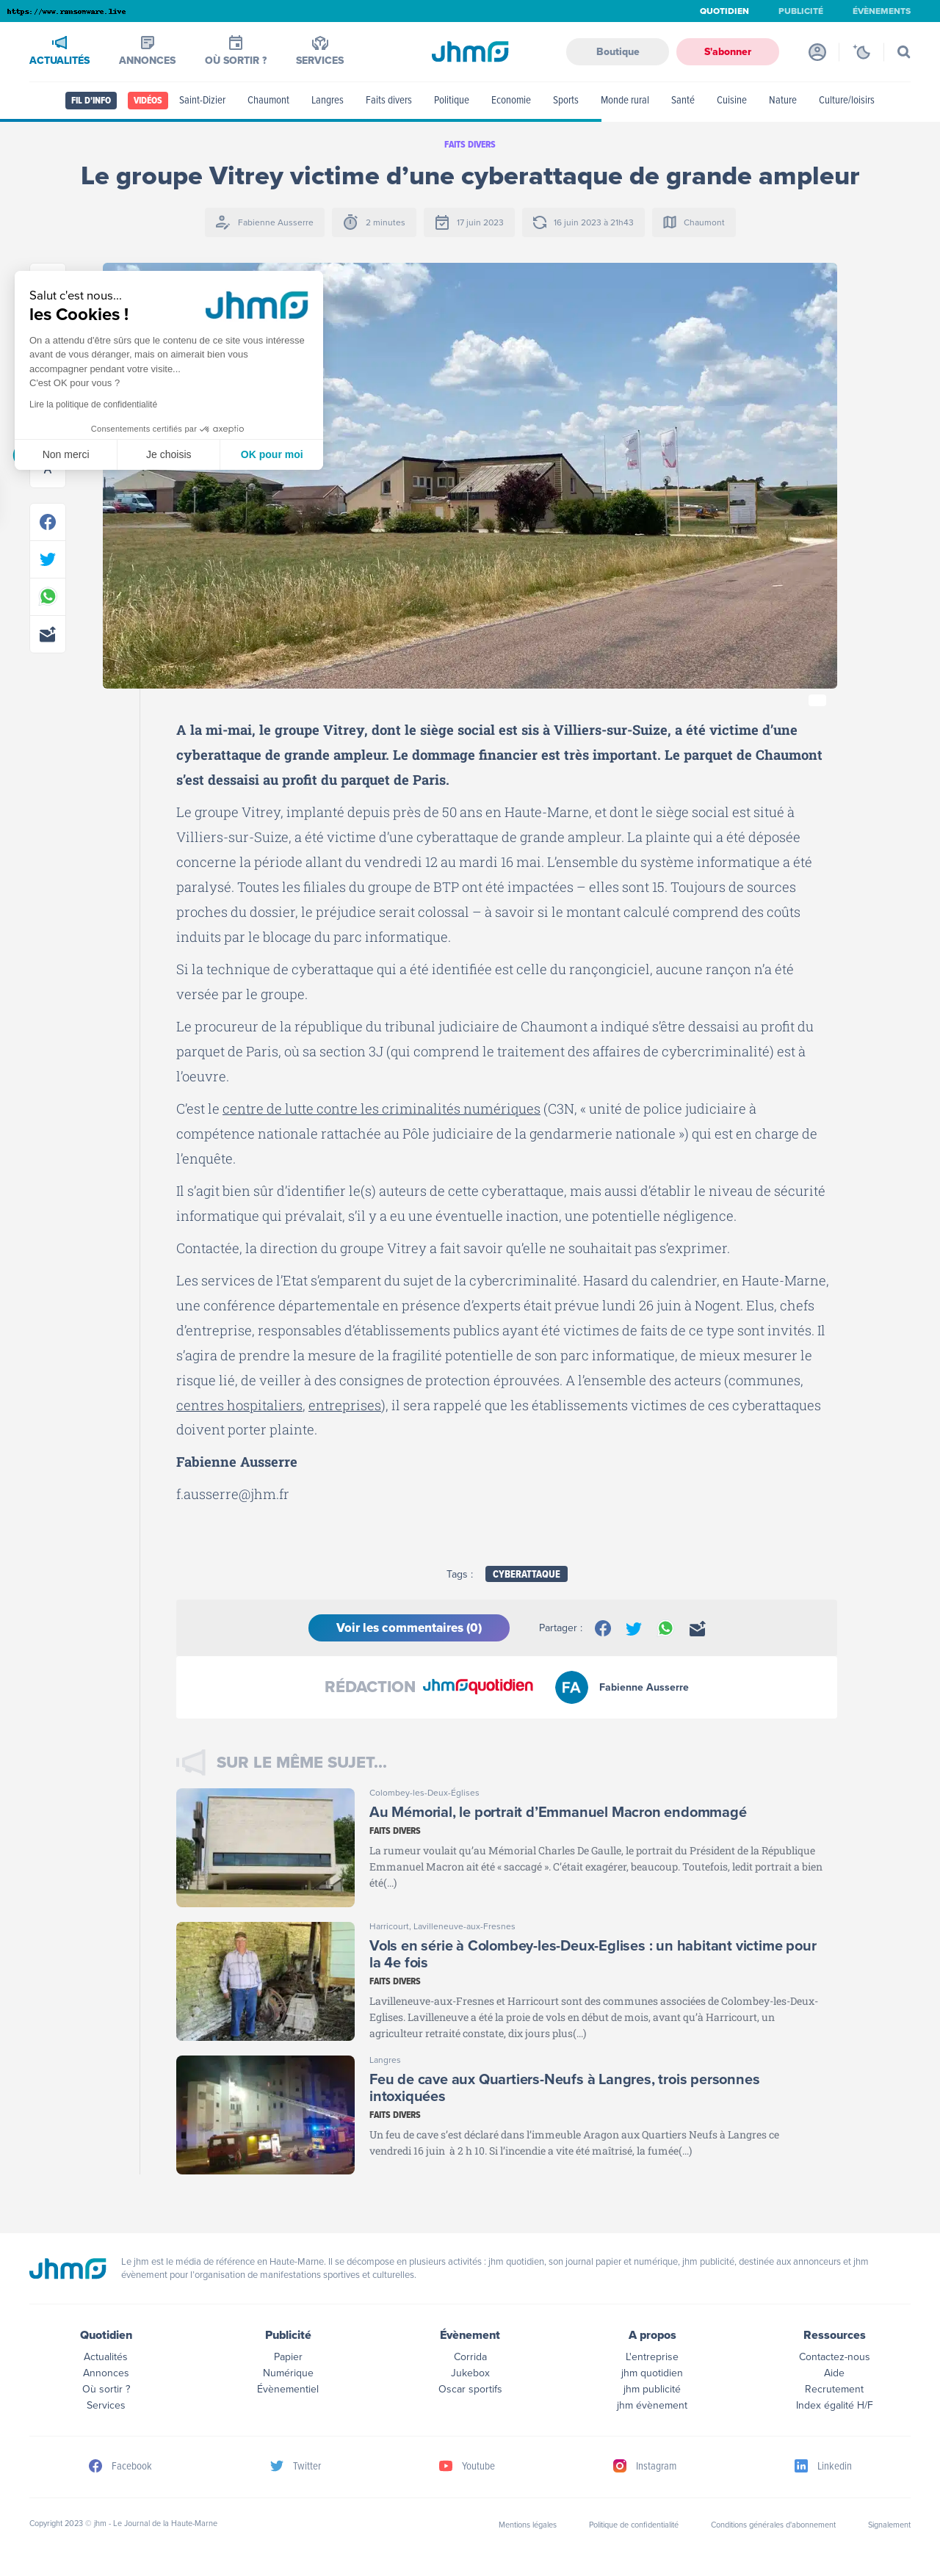 https://www.ransomware.live
QUOTIDIEN PUBLICITÉ ÉVÈNEMENTS
ACTUALITÉS ANNONCES OÙ SORTIR ? SERVICES jhm Boutique S'abonner
FIL D'INFO VIDÉOS Saint-Dizier Chaumont Langres Faits divers Politique Economie Sports Monde rural Santé Cuisine Nature Culture/loisirs
FAITS DIVERS
Le groupe Vitrey victime d’une cyberattaque de grande ampleur
Fabienne Ausserre 2 minutes 17 juin 2023 16 juin 2023 à 21h43 Chaumont
Salut c'est nous...
les Cookies !
jhm
On a attendu d'être sûrs que le contenu de ce site vous intéresse
avant de vous déranger, mais on aimerait bien vous
accompagner pendant votre visite...
C'est OK pour vous ?
Lire la politique de confidentialité
Consentements certifiés par axeptio
Non merci Je choisis OK pour moi
A la mi-mai, le groupe Vitrey, dont le siège social est sis à Villiers-sur-Suize, a été victime d’une
cyberattaque de grande ampleur. Le dommage financier est très important. Le parquet de Chaumont
s’est dessaisi au profit du parquet de Paris.
Le groupe Vitrey, implanté depuis près de 50 ans en Haute-Marne, et dont le siège social est situé à
Villiers-sur-Suize, a été victime d’une cyberattaque de grande ampleur. La plainte qui a été déposée
concerne la période allant du vendredi 12 au mardi 16 mai. L’ensemble du système informatique a été
paralysé. Toutes les filiales du groupe de BTP ont été impactées – elles sont 15. Toujours de sources
proches du dossier, le préjudice serait colossal – à savoir si le montant calculé comprend des coûts
induits par le blocage du parc informatique.
Si la technique de cyberattaque qui a été identifiée est celle du rançongiciel, aucune rançon n’a été
versée par le groupe.
Le procureur de la république du tribunal judiciaire de Chaumont a indiqué s’être dessaisi au profit du
parquet de Paris, où sa section 3J (qui comprend le traitement des affaires de cybercriminalité) est à
l’oeuvre.
C’est le centre de lutte contre les criminalités numériques (C3N, « unité de police judiciaire à
compétence nationale rattachée au Pôle judiciaire de la gendarmerie nationale ») qui est en charge de
l’enquête.
Il s’agit bien sûr d’identifier le(s) auteurs de cette cyberattaque, mais aussi d’établir le niveau de sécurité
informatique qui prévalait, s’il y a eu une éventuelle inaction, une potentielle négligence.
Contactée, la direction du groupe Vitrey a fait savoir qu’elle ne souhaitait pas s’exprimer.
Les services de l’Etat s’emparent du sujet de la cybercriminalité. Hasard du calendrier, en Haute-Marne,
une conférence départementale en présence d’experts était prévue lundi 26 juin à Nogent. Elus, chefs
d’entreprise, responsables d’établissements publics ayant été victimes de faits de ce type sont invités. Il
s’agira de prendre la mesure de la fragilité potentielle de son parc informatique, de mieux mesurer le
risque lié, de veiller à des consignes de protection éprouvées. A l’ensemble des acteurs (communes,
centres hospitaliers, entreprises), il sera rappelé que les établissements victimes de ces cyberattaques
doivent porter plainte.
Fabienne Ausserre
f.ausserre@jhm.fr
Tags : CYBERATTAQUE
Voir les commentaires (0) Partager :
RÉDACTION jhm quotidien FA Fabienne Ausserre
SUR LE MÊME SUJET...
Colombey-les-Deux-Églises
Au Mémorial, le portrait d’Emmanuel Macron endommagé
FAITS DIVERS
La rumeur voulait qu’au Mémorial Charles De Gaulle, le portrait du Président de la République
Emmanuel Macron ait été « saccagé ». C’était exagérer, beaucoup. Toutefois, ledit portrait a bien
été(...)
Harricourt, Lavilleneuve-aux-Fresnes
Vols en série à Colombey-les-Deux-Eglises : un habitant victime pour
la 4e fois
FAITS DIVERS
Lavilleneuve-aux-Fresnes et Harricourt sont des communes associées de Colombey-les-Deux-
Eglises. Lavilleneuve a été la proie de vols en début de mois, avant qu’à Harricourt, un
agriculteur retraité constate, dix jours plus(...)
Langres
Feu de cave aux Quartiers-Neufs à Langres, trois personnes
intoxiquées
FAITS DIVERS
Un feu de cave s’est déclaré dans l’immeuble Aragon aux Quartiers Neufs à Langres ce
vendredi 16 juin à 2 h 10. Si l’incendie a vite été maîtrisé, la fumée(...)
jhm
Le jhm est le média de référence en Haute-Marne. Il se décompose en plusieurs activités : jhm quotidien, son journal papier et numérique, jhm publicité, destinée aux annonceurs et jhm
évènement pour l’organisation de manifestations sportives et culturelles.
Quotidien Publicité Évènement A propos Ressources
Actualités Papier Corrida L'entreprise Contactez-nous
Annonces Numérique Jukebox jhm quotidien Aide
Où sortir ? Évènementiel Oscar sportifs jhm publicité Recrutement
Services jhm évènement Index égalité H/F
Facebook Twitter Youtube Instagram Linkedin
Copyright 2023 © jhm - Le Journal de la Haute-Marne Mentions légales Politique de confidentialité Conditions générales d'abonnement Signalement